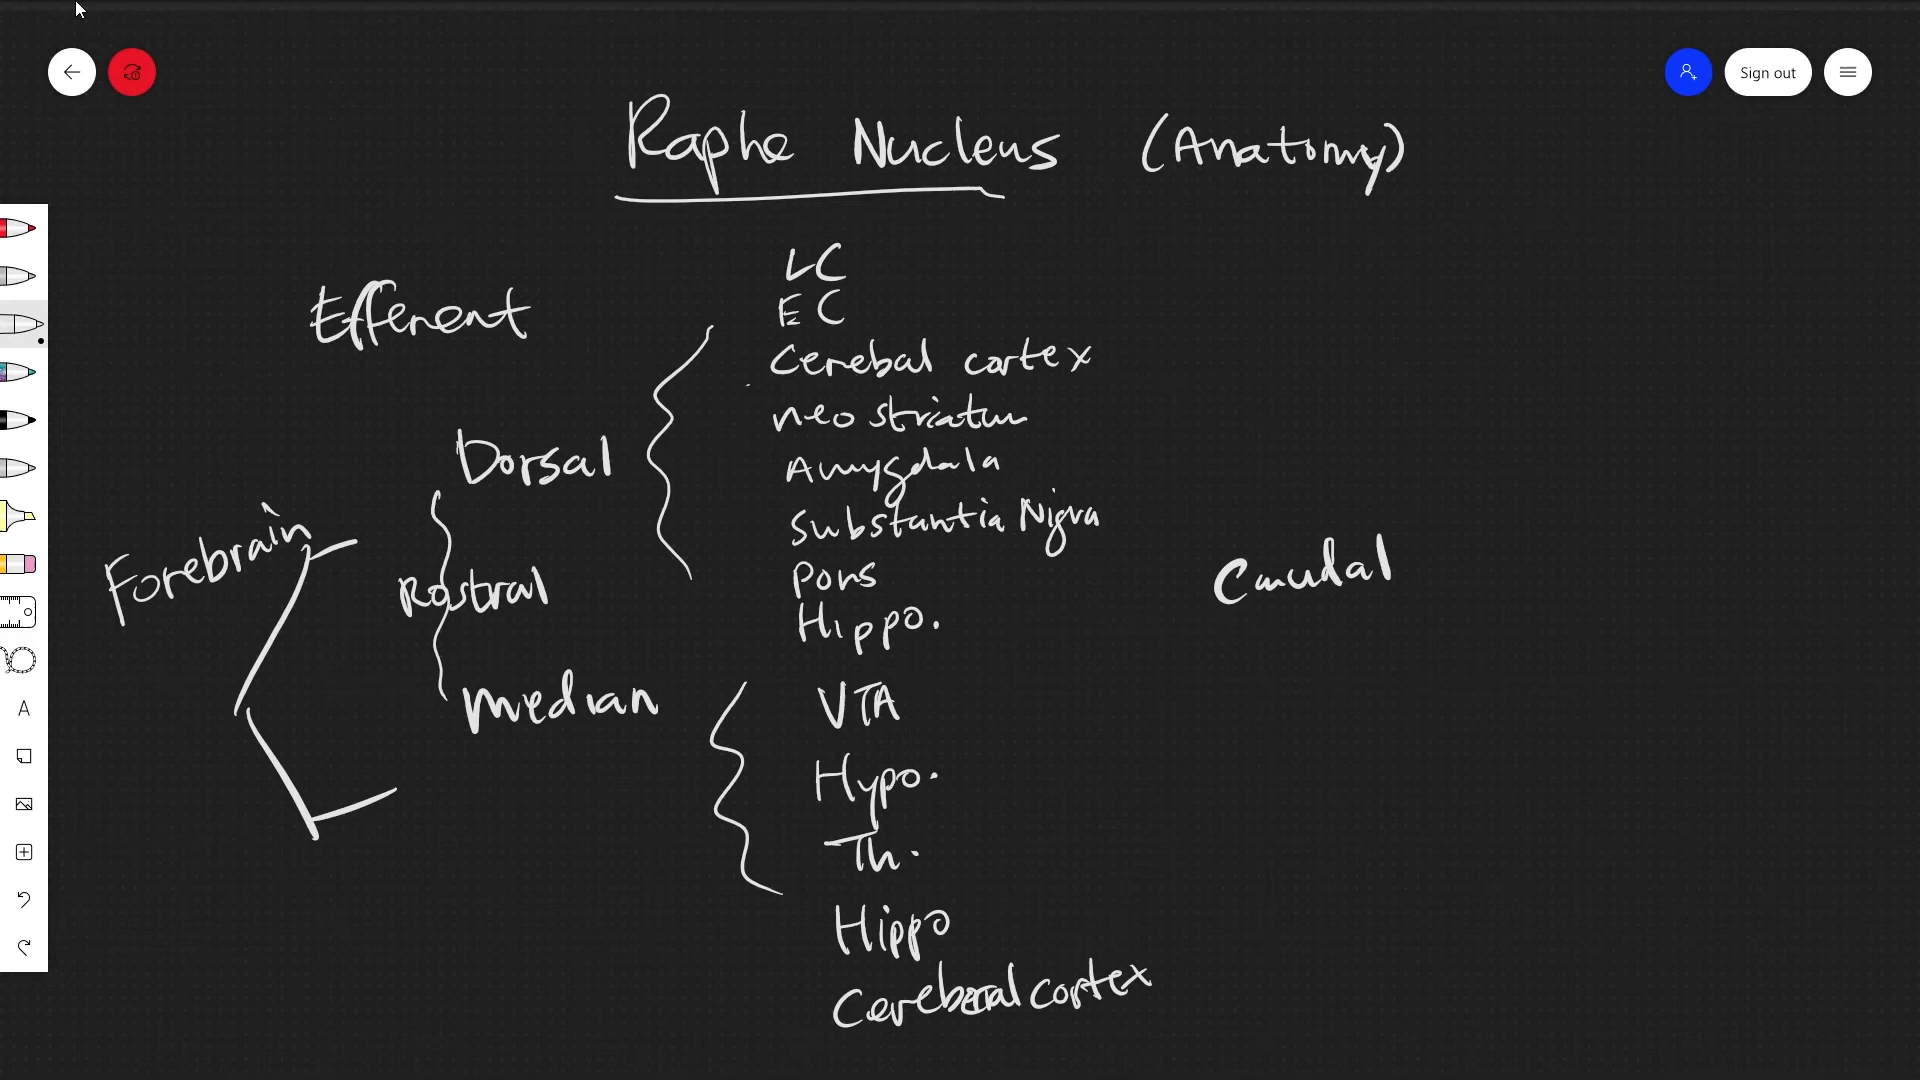 Sign out
Raphe Nucleus (Anatomy)
Efferent
LC
EC
Cerebal cortex
neo striatum
Dorsal
Amygdala
Substantia Nigra
Forebrain
Rostral
Pons
Caudal
Hippo.
Median
VTA
Hypo.
Th.
Hippo
Cerebral cortex
A